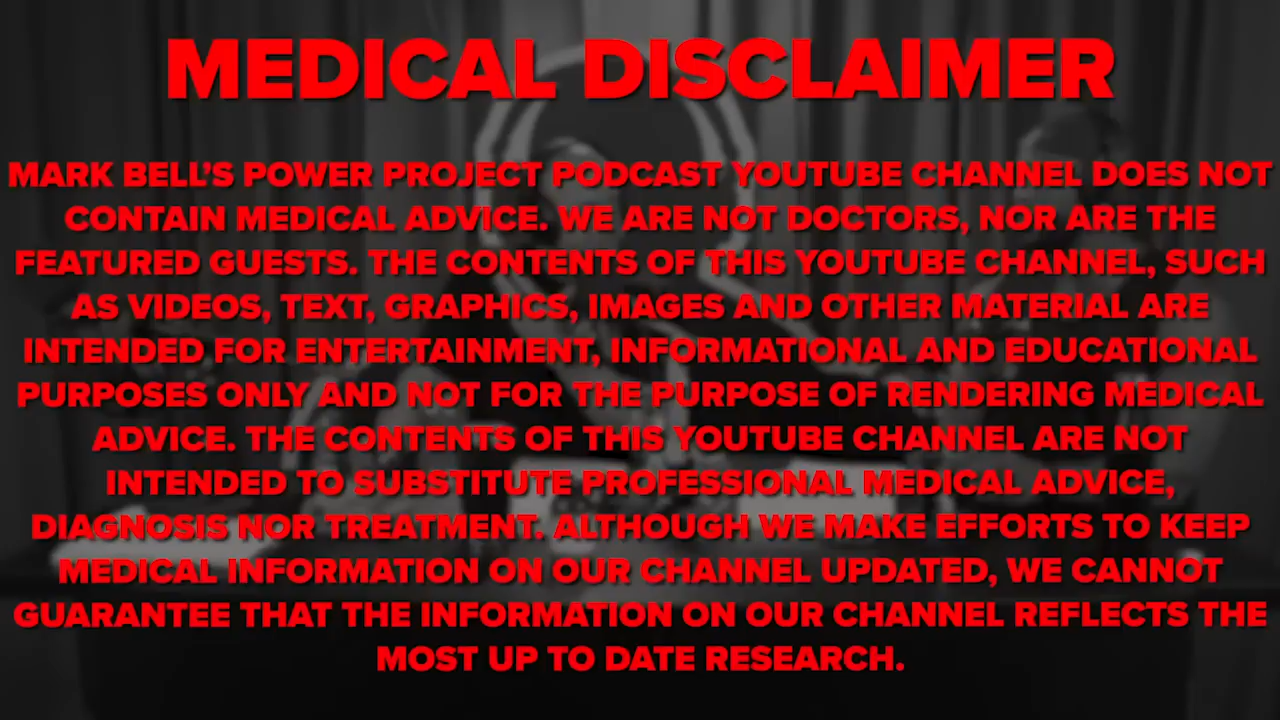 MEDICAL DISCLAIMER
MARK BELL'S POWER PROJECT PODCAST YOUTUBE CHANNEL DOES NOT
CONTAIN MEDICAL ADVICE. WE ARE NOT DOCTORS, NOR ARE THE
FEATURED GUESTS. THE CONTENTS OF THIS YOUTUBE CHANNEL, SUCH
AS VIDEOS, TEXT, GRAPHICS, IMAGES AND OTHER MATERIAL ARE
INTENDED FOR ENTERTAINMENT, INFORMATIONAL AND EDUCATIONAL
PURPOSES ONLY AND NOT FOR THE PURPOSE OF RENDERING MEDICAL
ADVICE. THE CONTENTS OF THIS YOUTUBE CHANNEL ARE NOT
INTENDED TO SUBSTITUTE PROFESSIONAL MEDICAL ADVICE,
DIAGNOSIS NOR TREATMENT. ALTHOUGH WE MAKE EFFORTS TO KEEP
MEDICAL INFORMATION ON OUR CHANNEL UPDATED, WE CANNOT
GUARANTEE THAT THE INFORMATION ON OUR CHANNEL REFLECTS THE
MOST UP TO DATE RESEARCH.